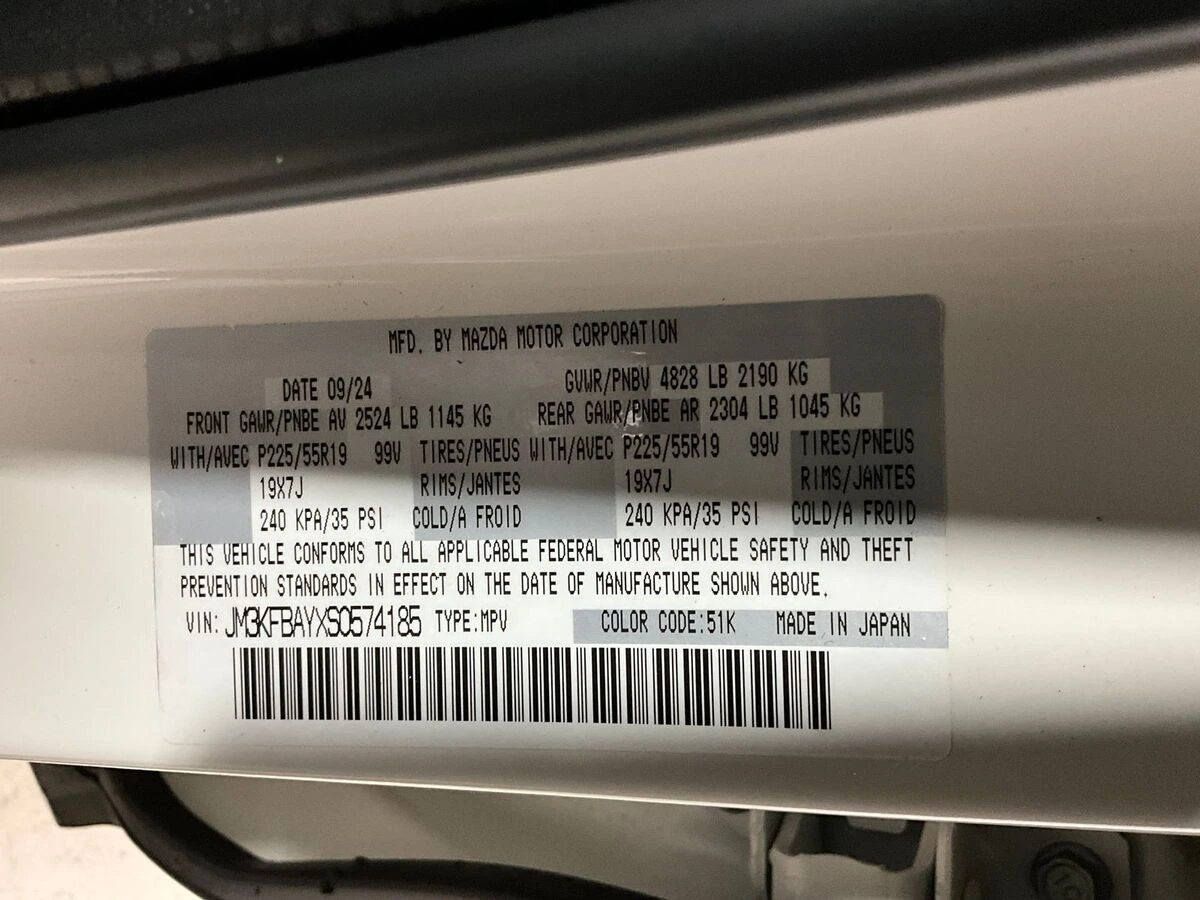 MFD. BY MAZDA MOTOR CORPORATION
DATE 09/24 GVWR/PNBV 4828 LB 2190 KG
FRONT GAWR/PNBE AV 2524 LB 1145 KG REAR GAWR/PNBE AR 2304 LB 1045 KG
WITH/AVEC P225/55R19 99V TIRES/PNEUS WITH/AVEC P225/55R19 99V TIRES/PNEUS
19X7J RIMS/JANTES 19X7J RIMS/JANTES
240 KPA/35 PSI COLD/A FROID 240 KPA/35 PSI COLD/A FROID
THIS VEHICLE CONFORMS TO ALL APPLICABLE FEDERAL MOTOR VEHICLE SAFETY AND THEFT
PREVENTION STANDARDS IN EFFECT ON THE DATE OF MANUFACTURE SHOWN ABOVE.
VIN: JM3KFBAYXS0574185 TYPE:MPV COLOR CODE:51K MADE IN JAPAN